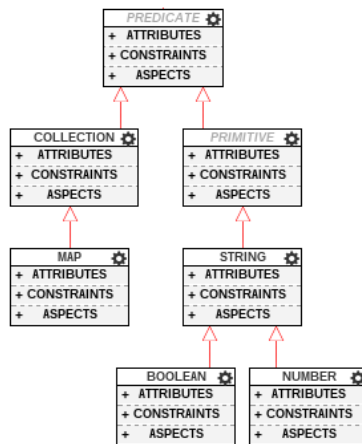 PREDICATE
+ ATTRIBUTES
+ CONSTRAINTS
+ ASPECTS
COLLECTION
+ ATTRIBUTES
+ CONSTRAINTS
+ ASPECTS
PRIMITIVE
+ ATTRIBUTES
+ CONSTRAINTS
+ ASPECTS
MAP
+ ATTRIBUTES
+ CONSTRAINTS
+ ASPECTS
STRING
+ ATTRIBUTES
+ CONSTRAINTS
+ ASPECTS
BOOLEAN
+ ATTRIBUTES
+ CONSTRAINTS
+ ASPECTS
NUMBER
+ ATTRIBUTES
+ CONSTRAINTS
+ ASPECTS